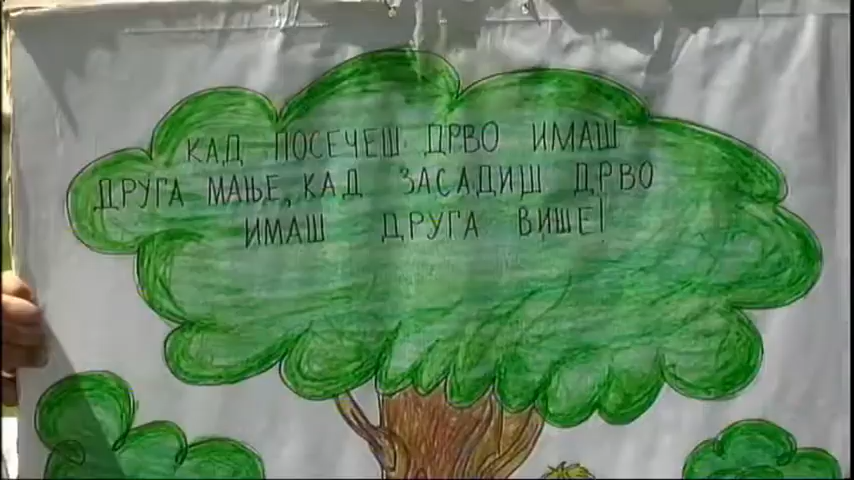 КАД ПОСЕЧЕШ ДРВО ИМАШ
ДРУГА МАЊЕ, КАД ЗАСАДИШ ДРВО
ИМАШ ДРУГА ВИШЕ!